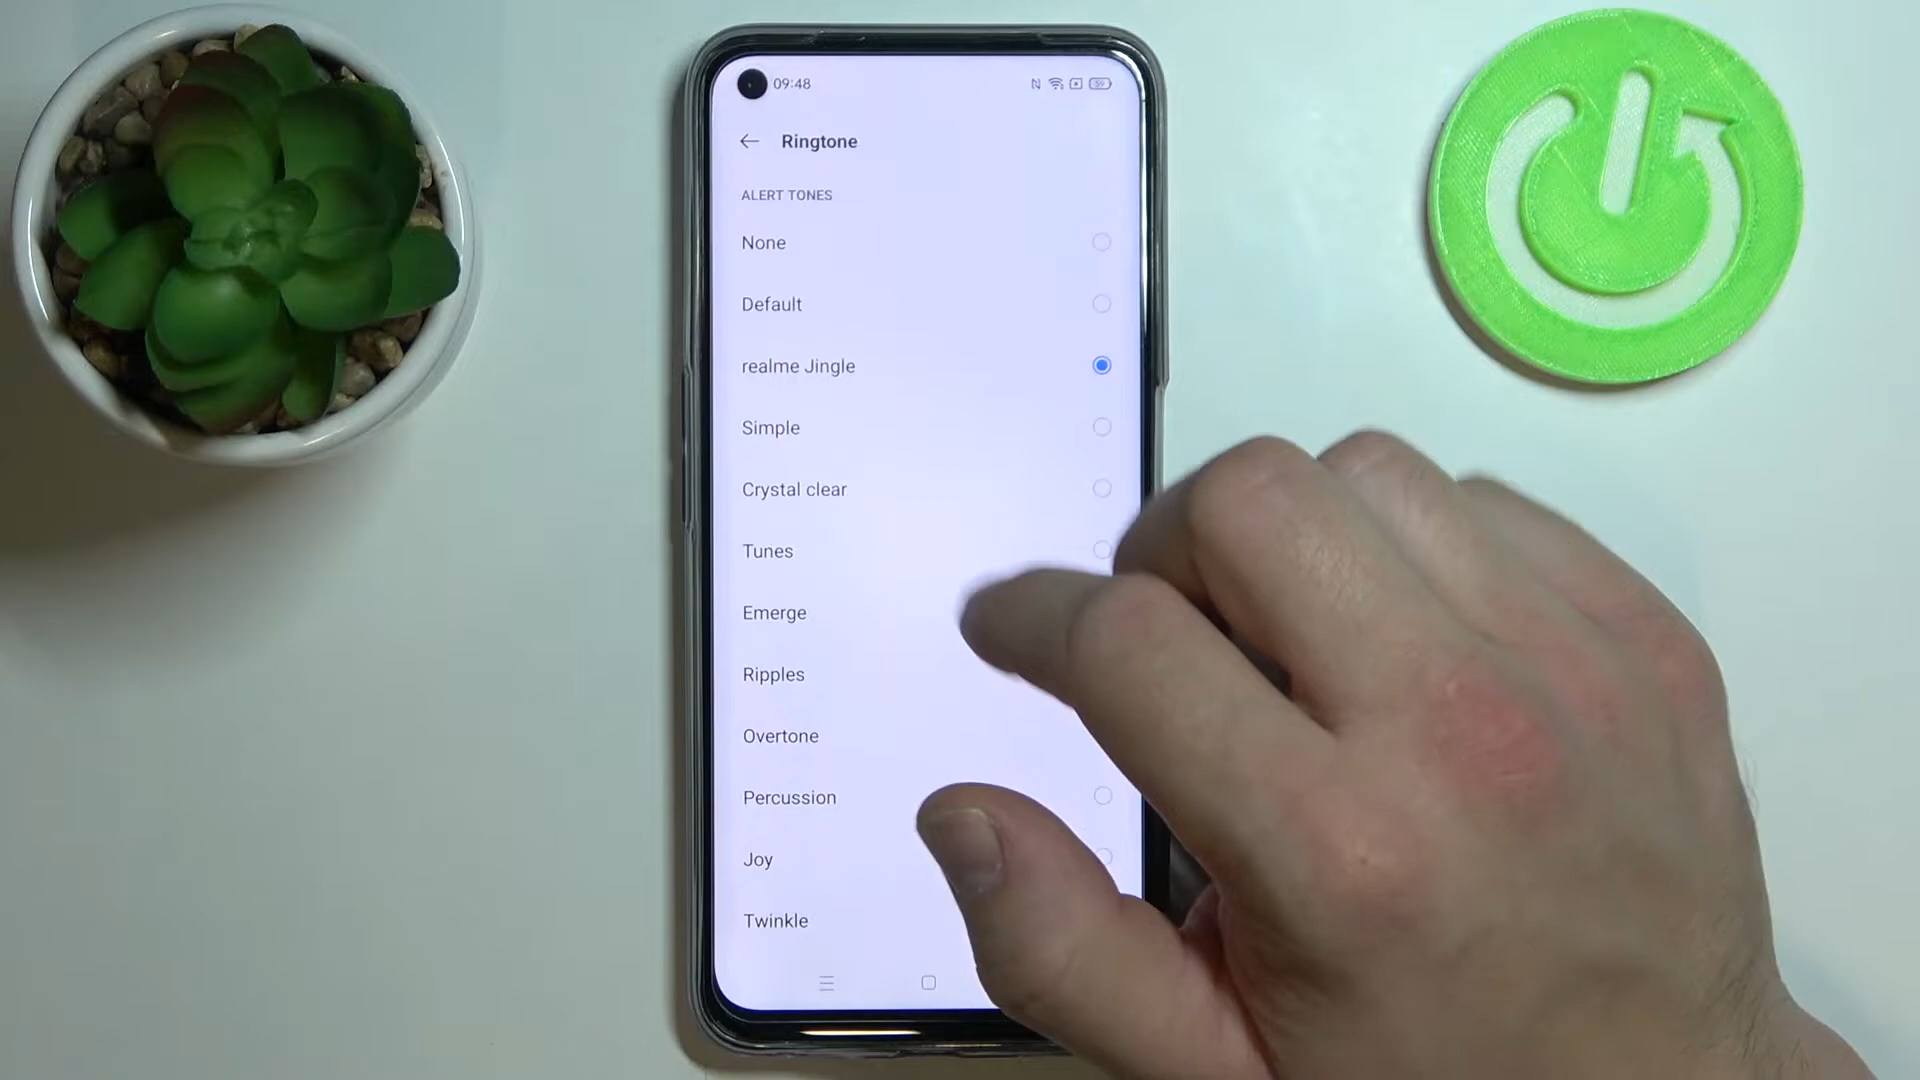 09:48
Ringtone
ALERT TONES
None
Default
realme Jingle
Simple
Crystal clear
Tunes
Emerge
Ripples
Overtone
Percussion
Joy
Twinkle